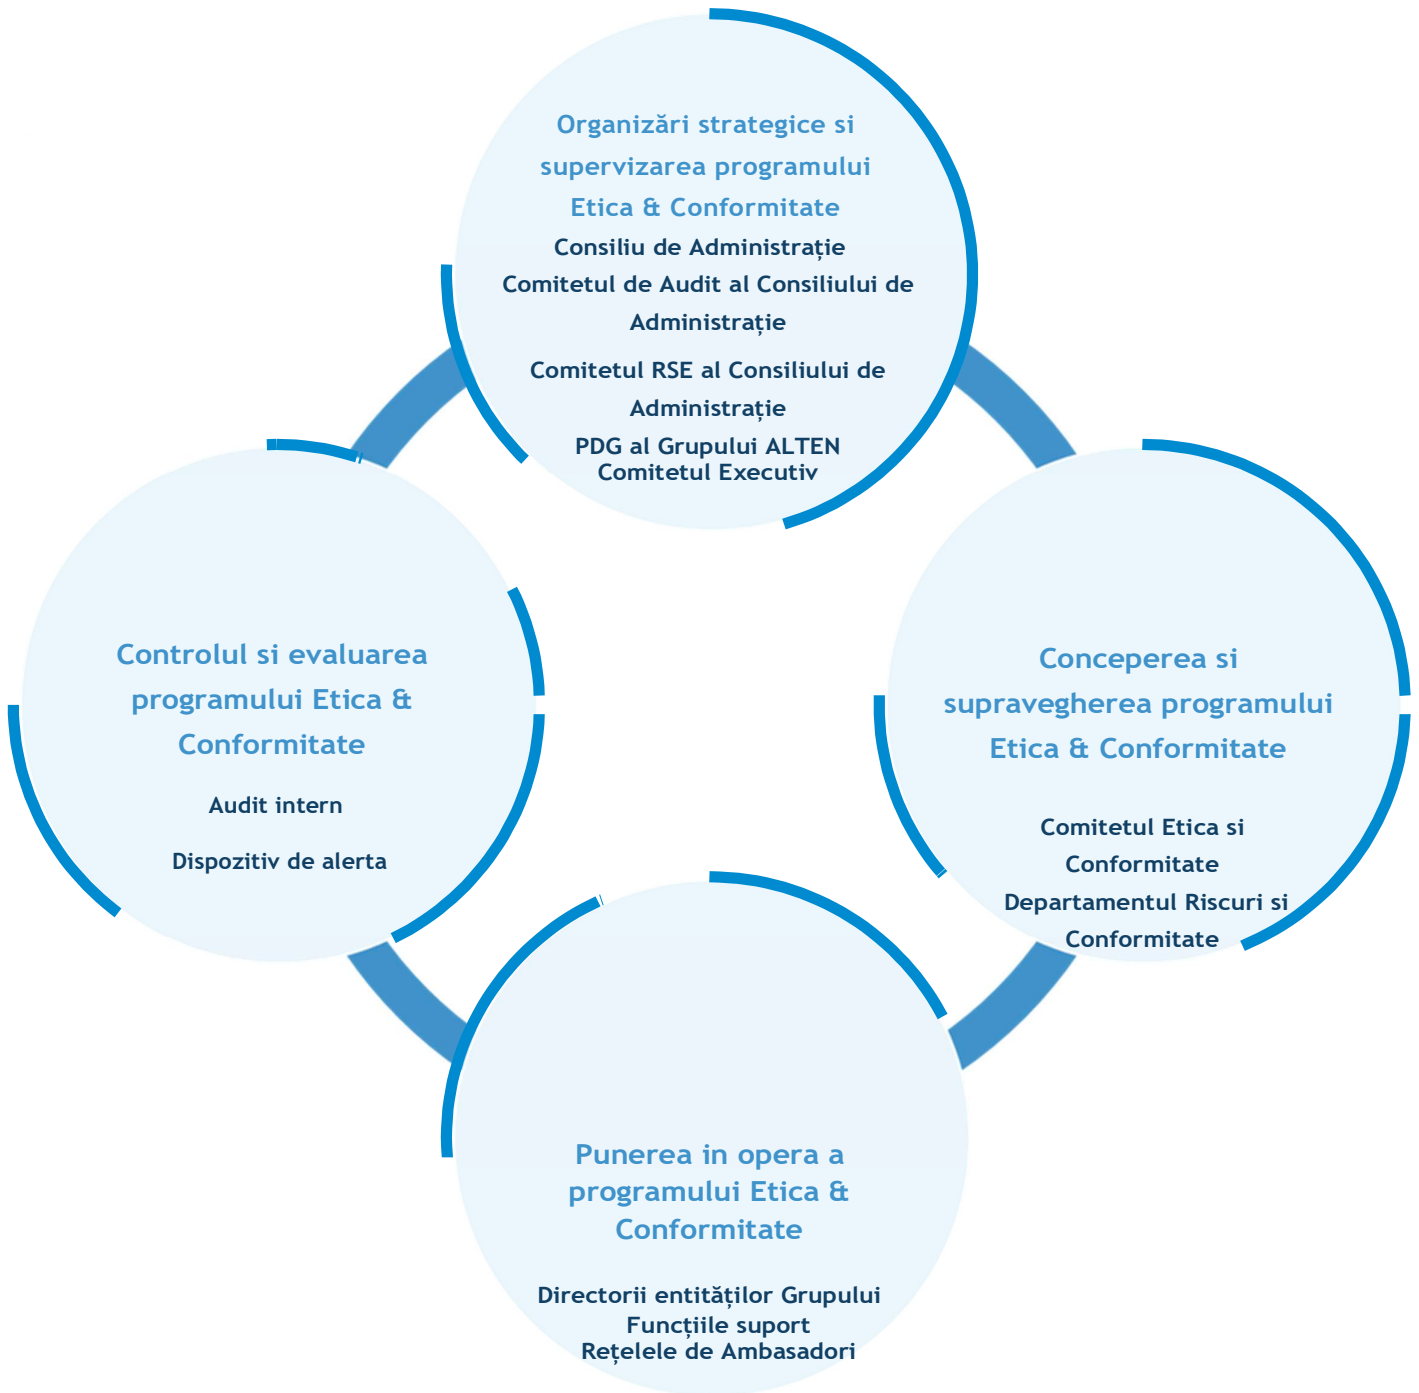 Organizări strategice si
supervizarea programului
Etica & Conformitate
Consiliu de Administrație
Comitetul de Audit al Consiliului de
Administrație
Comitetul RSE al Consiliului de
Administrație
PDG al Grupului ALTEN
Comitetul Executiv
Controlul si evaluarea
programului Etica &
Conformitate
Audit intern
Dispozitiv de alerta
Conceperea si
supravegherea programului
Etica & Conformitate
Comitetul Etica si
Conformitate
Departamentul Riscuri si
Conformitate
Punerea in opera a
programului Etica &
Conformitate
Directorii entităților Grupului
Funcțiile suport
Rețelele de Ambasadori